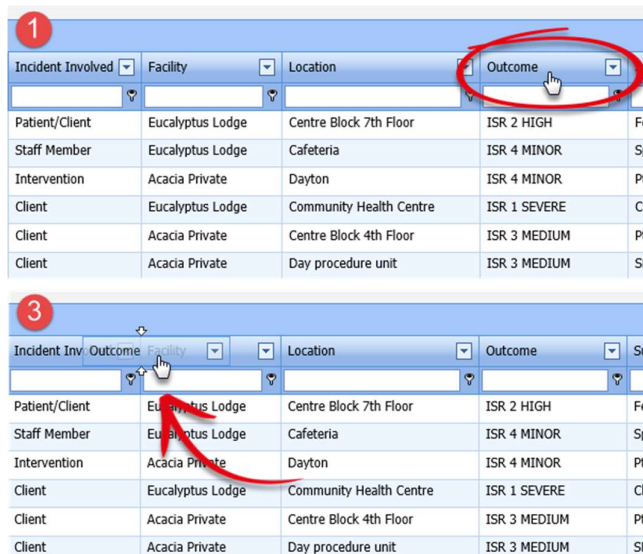 1
Incident Involved Facility Location Outcome
Patient/Client Eucalyptus Lodge Centre Block 7th Floor ISR 2 HIGH
Staff Member Eucalyptus Lodge Cafeteria ISR 4 MINOR
Intervention Acacia Private Dayton ISR 4 MINOR
Client Eucalyptus Lodge Community Health Centre ISR 1 SEVERE
Client Acacia Private Centre Block 4th Floor ISR 3 MEDIUM
Client Acacia Private Day procedure unit ISR 3 MEDIUM
3
Incident Inv Outcome Facility Location Outcome
Patient/Client Eucalyptus Lodge Centre Block 7th Floor ISR 2 HIGH
Staff Member Eucalyptus Lodge Cafeteria ISR 4 MINOR
Intervention Acacia Private Dayton ISR 4 MINOR
Client Eucalyptus Lodge Community Health Centre ISR 1 SEVERE
Client Acacia Private Centre Block 4th Floor ISR 3 MEDIUM
Client Acacia Private Day procedure unit ISR 3 MEDIUM